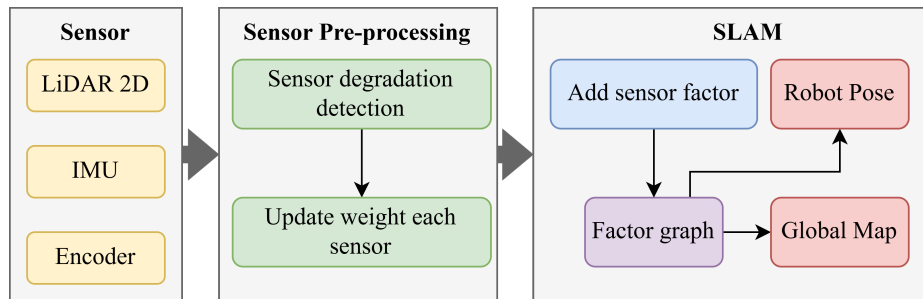 Sensor
LiDAR 2D
IMU
Encoder
Sensor Pre-processing
Sensor degradation
detection
Update weight each
sensor
SLAM
Add sensor factor
Robot Pose
Factor graph
Global Map